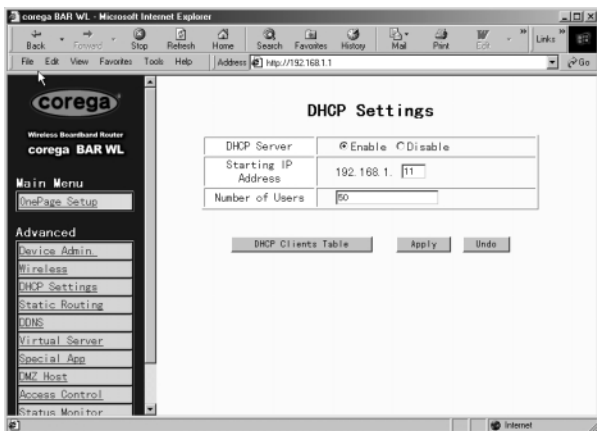 corega BAR WL - Microsoft Internet Explorer
Back Forward Stop Refresh Home Search Favorites History Mail Print Edit Links
File Edit View Favorites Tools Help Address http://192.168.1.1 Go
corega
Wireless Boardband Router
corega BAR WL
Main Menu
OnePage Setup
Advanced
Device Admin.
Wireless
DHCP Settings
Static Routing
DDNS
Virtual Server
Special App
DMZ Host
Access Control
Status Monitor
DHCP Settings
DHCP Server Enable Disable
Starting IP
Address
192.168.1. 11
Number of Users 50
DHCP Clients Table Apply Undo
Internet